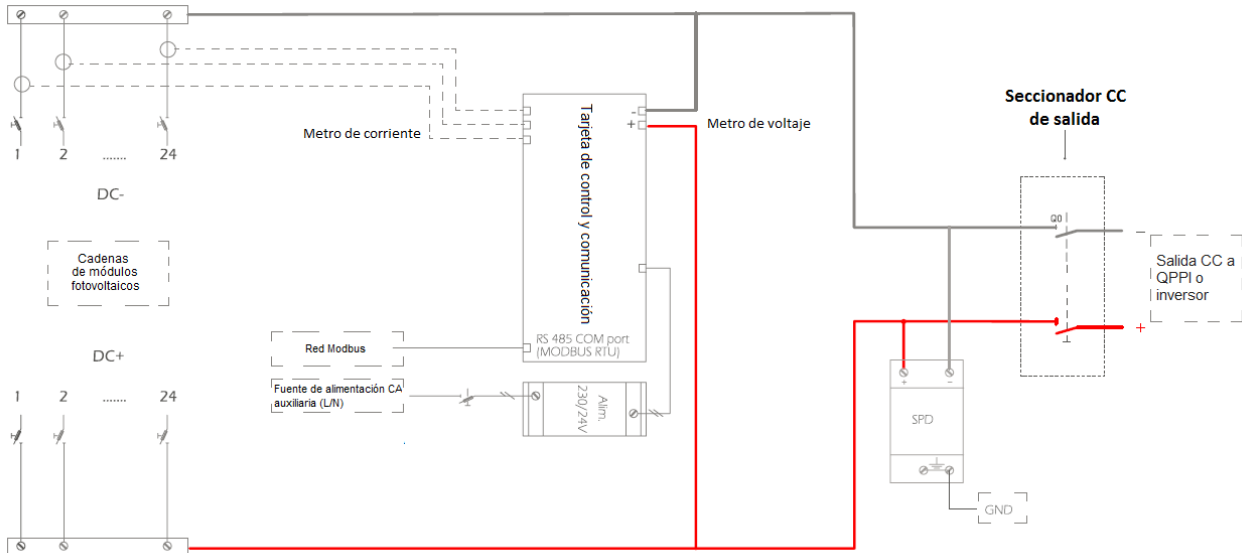 Metro de corriente
Tarjeta de control y comunicación
-
+
Metro de voltaje
Seccionador CC
de salida
1 2 ....... 24
DC-
Q0
-
Salida CC a
QPPI o
inversor
+
Cadenas
de módulos
fotovoltaicos
DC+
RS 485 COM port
(MODBUS RTU)
Red Modbus
Fuente de alimentación CA
auxiliaria (L/N)
Alim.
230/24V
+ -
SPD
GND
1 2 ....... 24